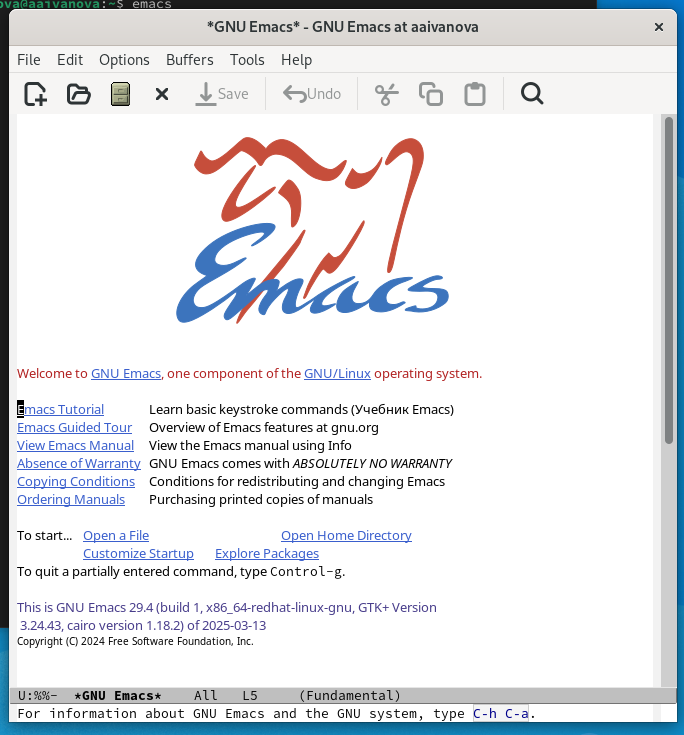 ova@aaivanova:~$ emacs
*GNU Emacs* - GNU Emacs at aaivanova
File Edit Options Buffers Tools Help
Save Undo
Emacs
Welcome to GNU Emacs, one component of the GNU/Linux operating system.
Emacs Tutorial Learn basic keystroke commands (Учебник Emacs)
Emacs Guided Tour Overview of Emacs features at gnu.org
View Emacs Manual View the Emacs manual using Info
Absence of Warranty GNU Emacs comes with ABSOLUTELY NO WARRANTY
Copying Conditions Conditions for redistributing and changing Emacs
Ordering Manuals Purchasing printed copies of manuals
To start... Open a File Open Home Directory
Customize Startup Explore Packages
To quit a partially entered command, type Control-g.
This is GNU Emacs 29.4 (build 1, x86_64-redhat-linux-gnu, GTK+ Version
3.24.43, cairo version 1.18.2) of 2025-03-13
Copyright (C) 2024 Free Software Foundation, Inc.
U:%%- *GNU Emacs* All L5 (Fundamental)
For information about GNU Emacs and the GNU system, type C-h C-a.